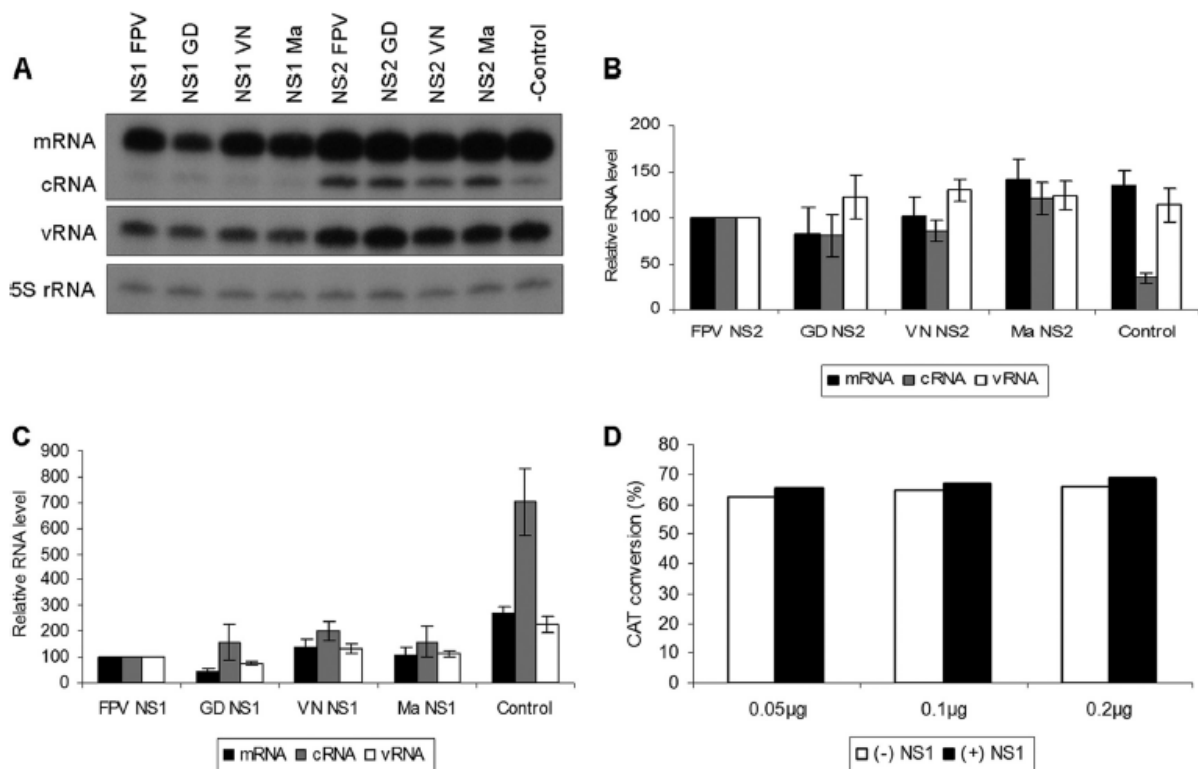 A
NS1 FPV
NS1 GD
NS1 VN
NS1 Ma
NS2 FPV
NS2 GD
NS2 VN
NS2 Ma
-Control
mRNA
cRNA
vRNA
5S rRNA
B
Relative RNA level
200
150
100
50
0
FPV NS2 GD NS2 VN NS2 Ma NS2 Control
mRNA cRNA vRNA
C
Relative RNA level
900
800
700
600
500
400
300
200
100
0
FPV NS1 GD NS1 VN NS1 Ma NS1 Control
mRNA cRNA vRNA
D
CAT conversion (%)
80
70
60
50
40
30
20
10
0
0.05µg 0.1µg 0.2µg
(-) NS1 (+) NS1